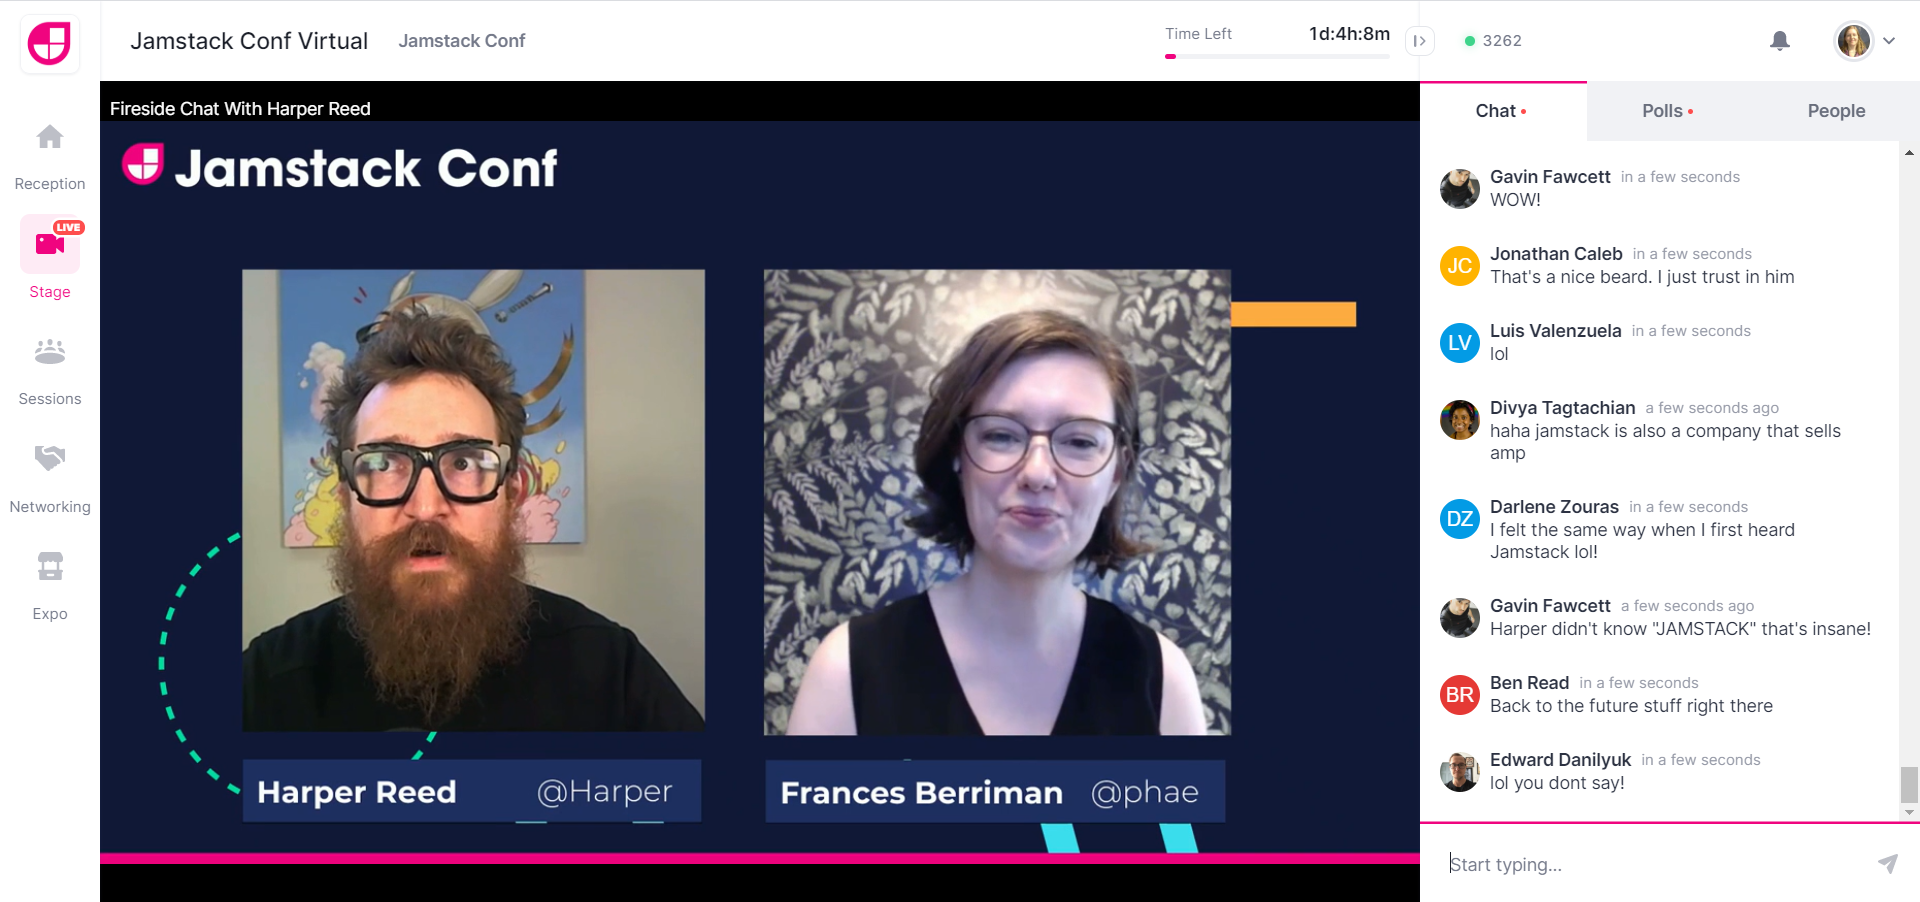 Jamstack Conf Virtual
Jamstack Conf
Time Left
1d:4h:8m
3262
Reception
LIVE
Stage
Sessions
Networking
Expo
Fireside Chat With Harper Reed
Jamstack Conf
Harper Reed
@Harper
Frances Berriman
@phae
Chat
Polls
People
Gavin Fawcett in a few seconds
WOW!
JC
Jonathan Caleb in a few seconds
That's a nice beard. I just trust in him
LV
Luis Valenzuela in a few seconds
lol
Divya Tagtachian a few seconds ago
haha jamstack is also a company that sells
amp
DZ
Darlene Zouras in a few seconds
I felt the same way when I first heard
Jamstack lol!
Gavin Fawcett a few seconds ago
Harper didn't know "JAMSTACK" that's insane!
BR
Ben Read in a few seconds
Back to the future stuff right there
Edward Danilyuk in a few seconds
lol you dont say!
Start typing...